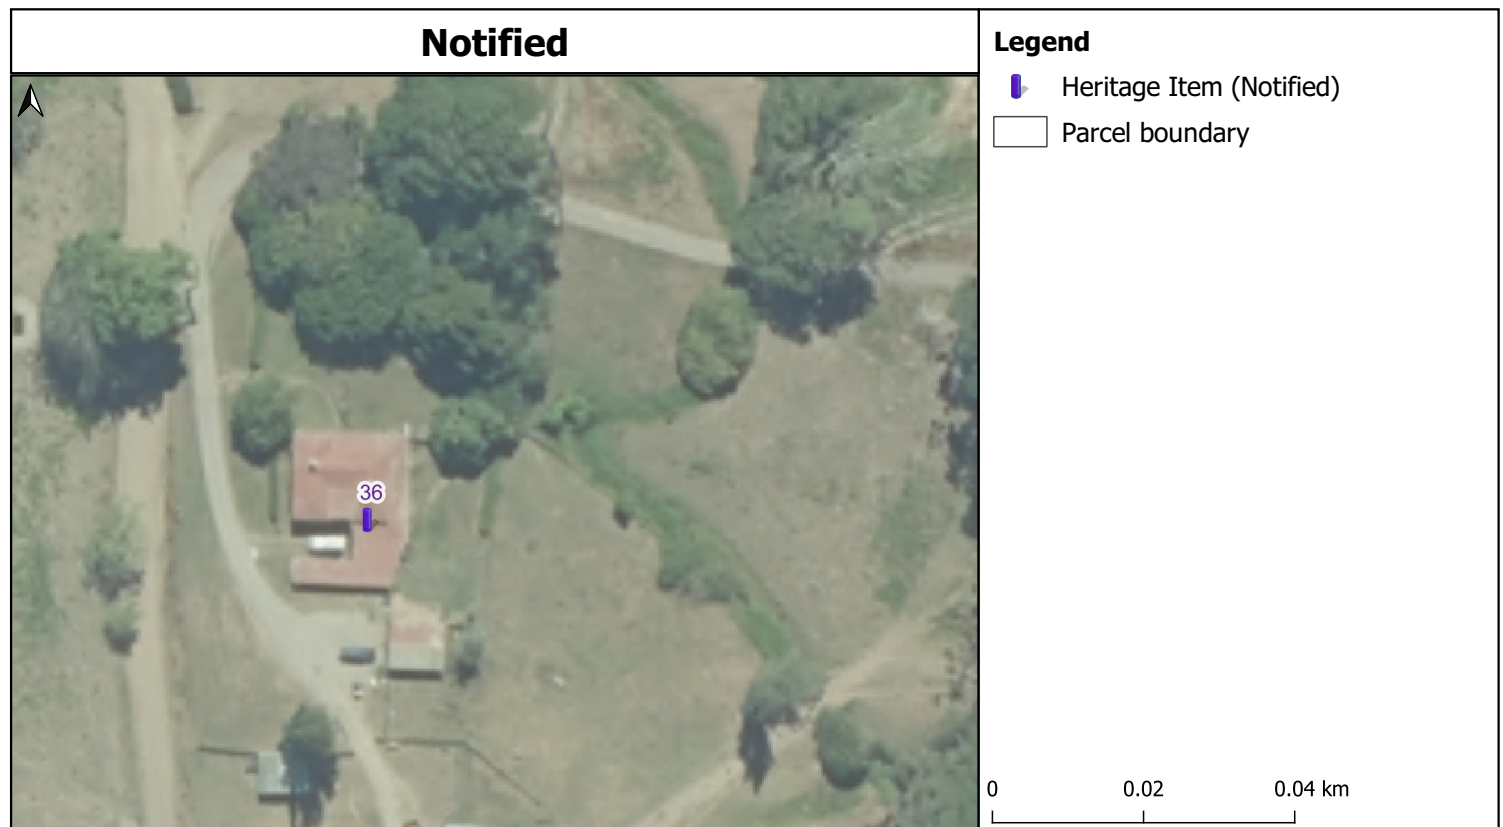 Notified
Legend
Heritage Item (Notified)
Parcel boundary
36
0 0.02 0.04 km